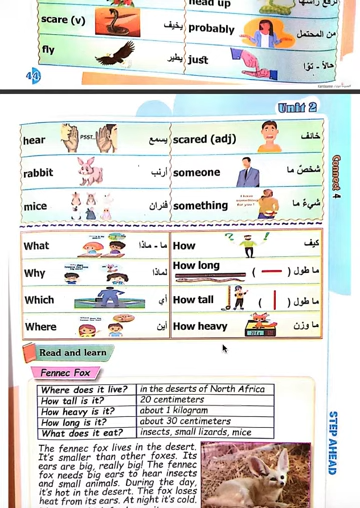 head up
scare (v) يخيف probably من المحتمل
fly يطير just حالاً - توّا
44
Unit 2
Connect 4
hear PSST.. يسمع scared (adj) خائف
rabbit أرنب someone شخصٌ ما
mice فئران something شيءٌ ما
What ما - ماذا How كيف
Why لماذا How long ما طول ( )
Which أي How tall ما طول ( )
Where أين How heavy ما وزن
Read and learn
Fennec Fox
Where does it live? in the deserts of North Africa
How tall is it? 20 centimeters
How heavy is it? about 1 kilogram
How long is it? about 30 centimeters
What does it eat? insects, small lizards, mice
The fennec fox lives in the desert.
It's smaller than other foxes. Its
ears are big, really big! The fennec
fox needs big ears to hear insects
and small animals. During the day,
it's hot in the desert. The fox loses
heat from its ears. At night it's cold.
STEP AHEAD